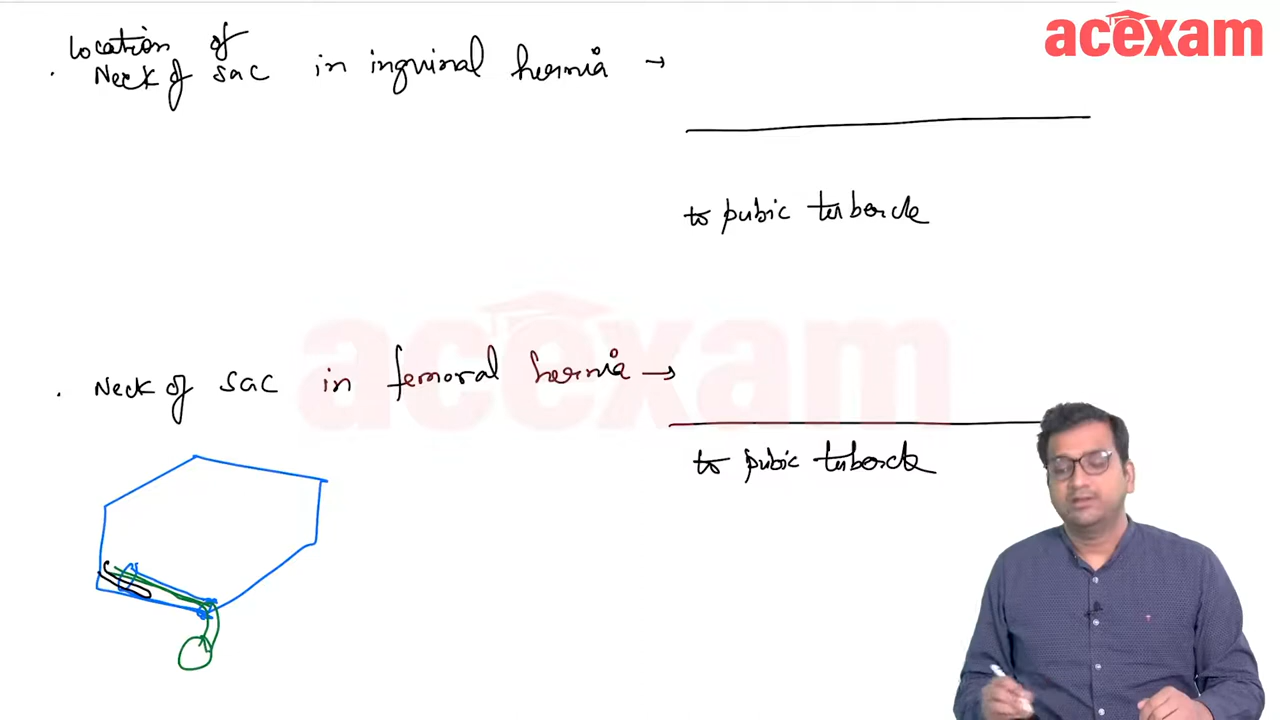 acexam
Location of
. Neck of sac in inguinal hernia →
to pubic tubercle
acexam
. Neck of sac in femoral hernia →
to pubic tubercle